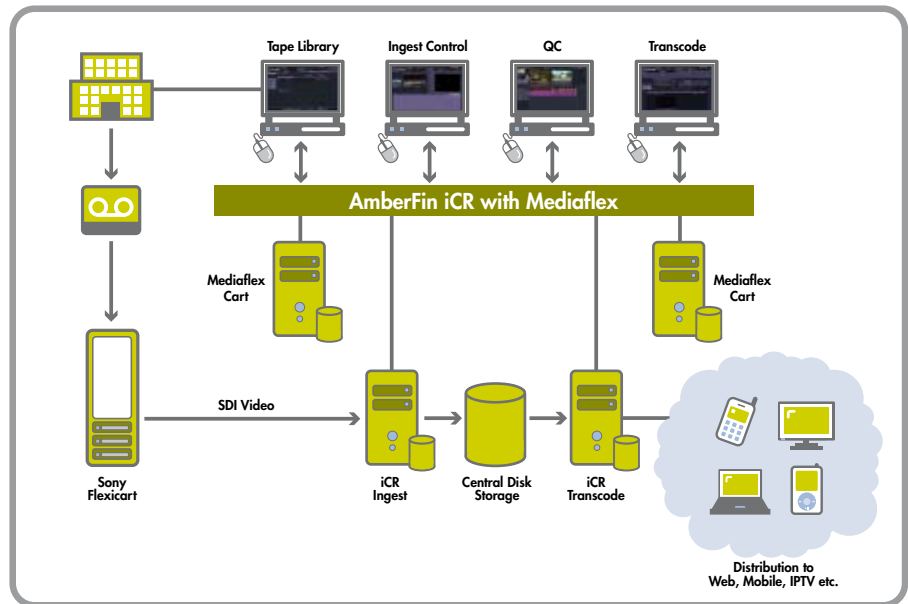 Tape Library
Ingest Control
QC
Transcode
AmberFin iCR with Mediaflex
Mediaflex
Cart
Mediaflex
Cart
SDI Video
Sony
Flexicart
iCR
Ingest
Central Disk
Storage
iCR
Transcode
Distribution to
Web, Mobile, IPTV etc.